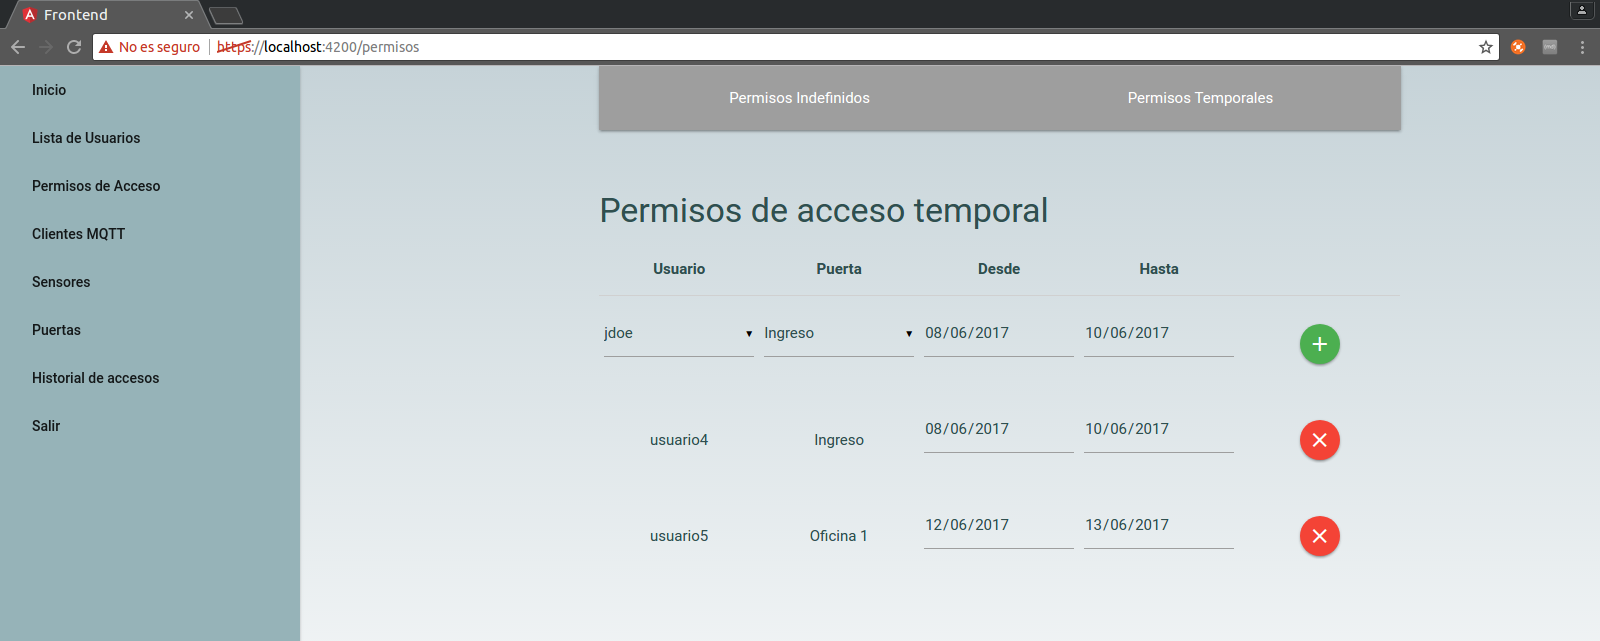 Frontend
No es seguro https://localhost:4200/permisos
Inicio
Lista de Usuarios
Permisos de Acceso
Clientes MQTT
Sensores
Puertas
Historial de accesos
Salir
Permisos Indefinidos Permisos Temporales
Permisos de acceso temporal
Usuario Puerta Desde Hasta
jdoe Ingreso 08/06/2017 10/06/2017
usuario4 Ingreso 08/06/2017 10/06/2017
usuario5 Oficina 1 12/06/2017 13/06/2017